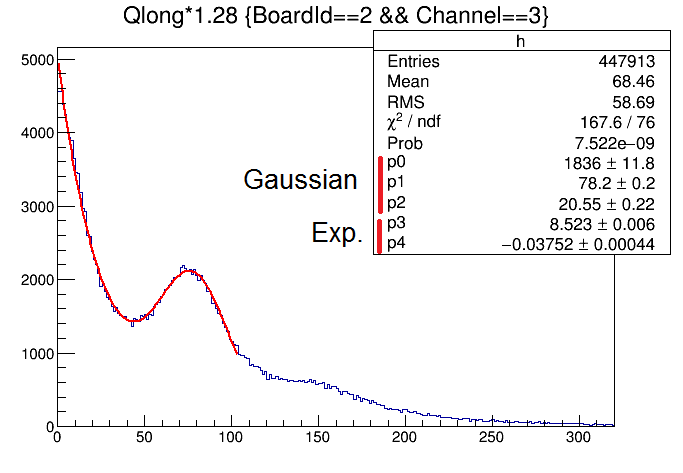 Qlong*1.28 {BoardId==2 && Channel==3}
h
Entries 447913
Mean 68.46
RMS 58.69
χ² / ndf 167.6 / 76
Prob 7.522e−09
p0 1836 ± 11.8
p1 78.2 ± 0.2
p2 20.55 ± 0.22
p3 8.523 ± 0.006
p4 −0.03752 ± 0.00044
Gaussian
Exp.
5000
4000
3000
2000
1000
0
0 50 100 150 200 250 300